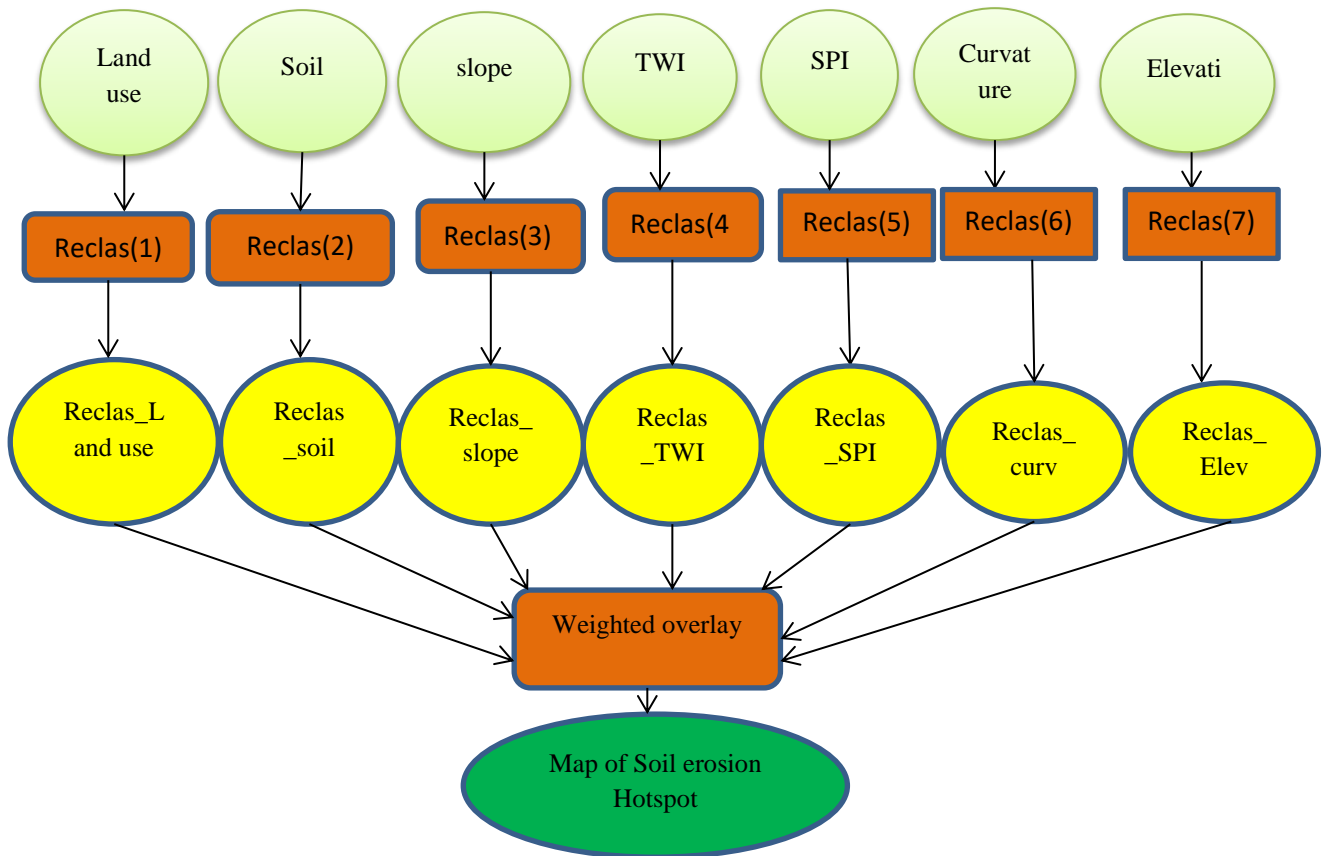 Land
use
Soil
slope
TWI
SPI
Curvat
ure
Elevati
Reclas(1)
Reclas(2)
Reclas(3)
Reclas(4
Reclas(5)
Reclas(6)
Reclas(7)
Reclas_L
and use
Reclas
_soil
Reclas_
slope
Reclas
_TWI
Reclas
_SPI
Reclas_
curv
Reclas_
Elev
Weighted overlay
Map of Soil erosion
Hotspot